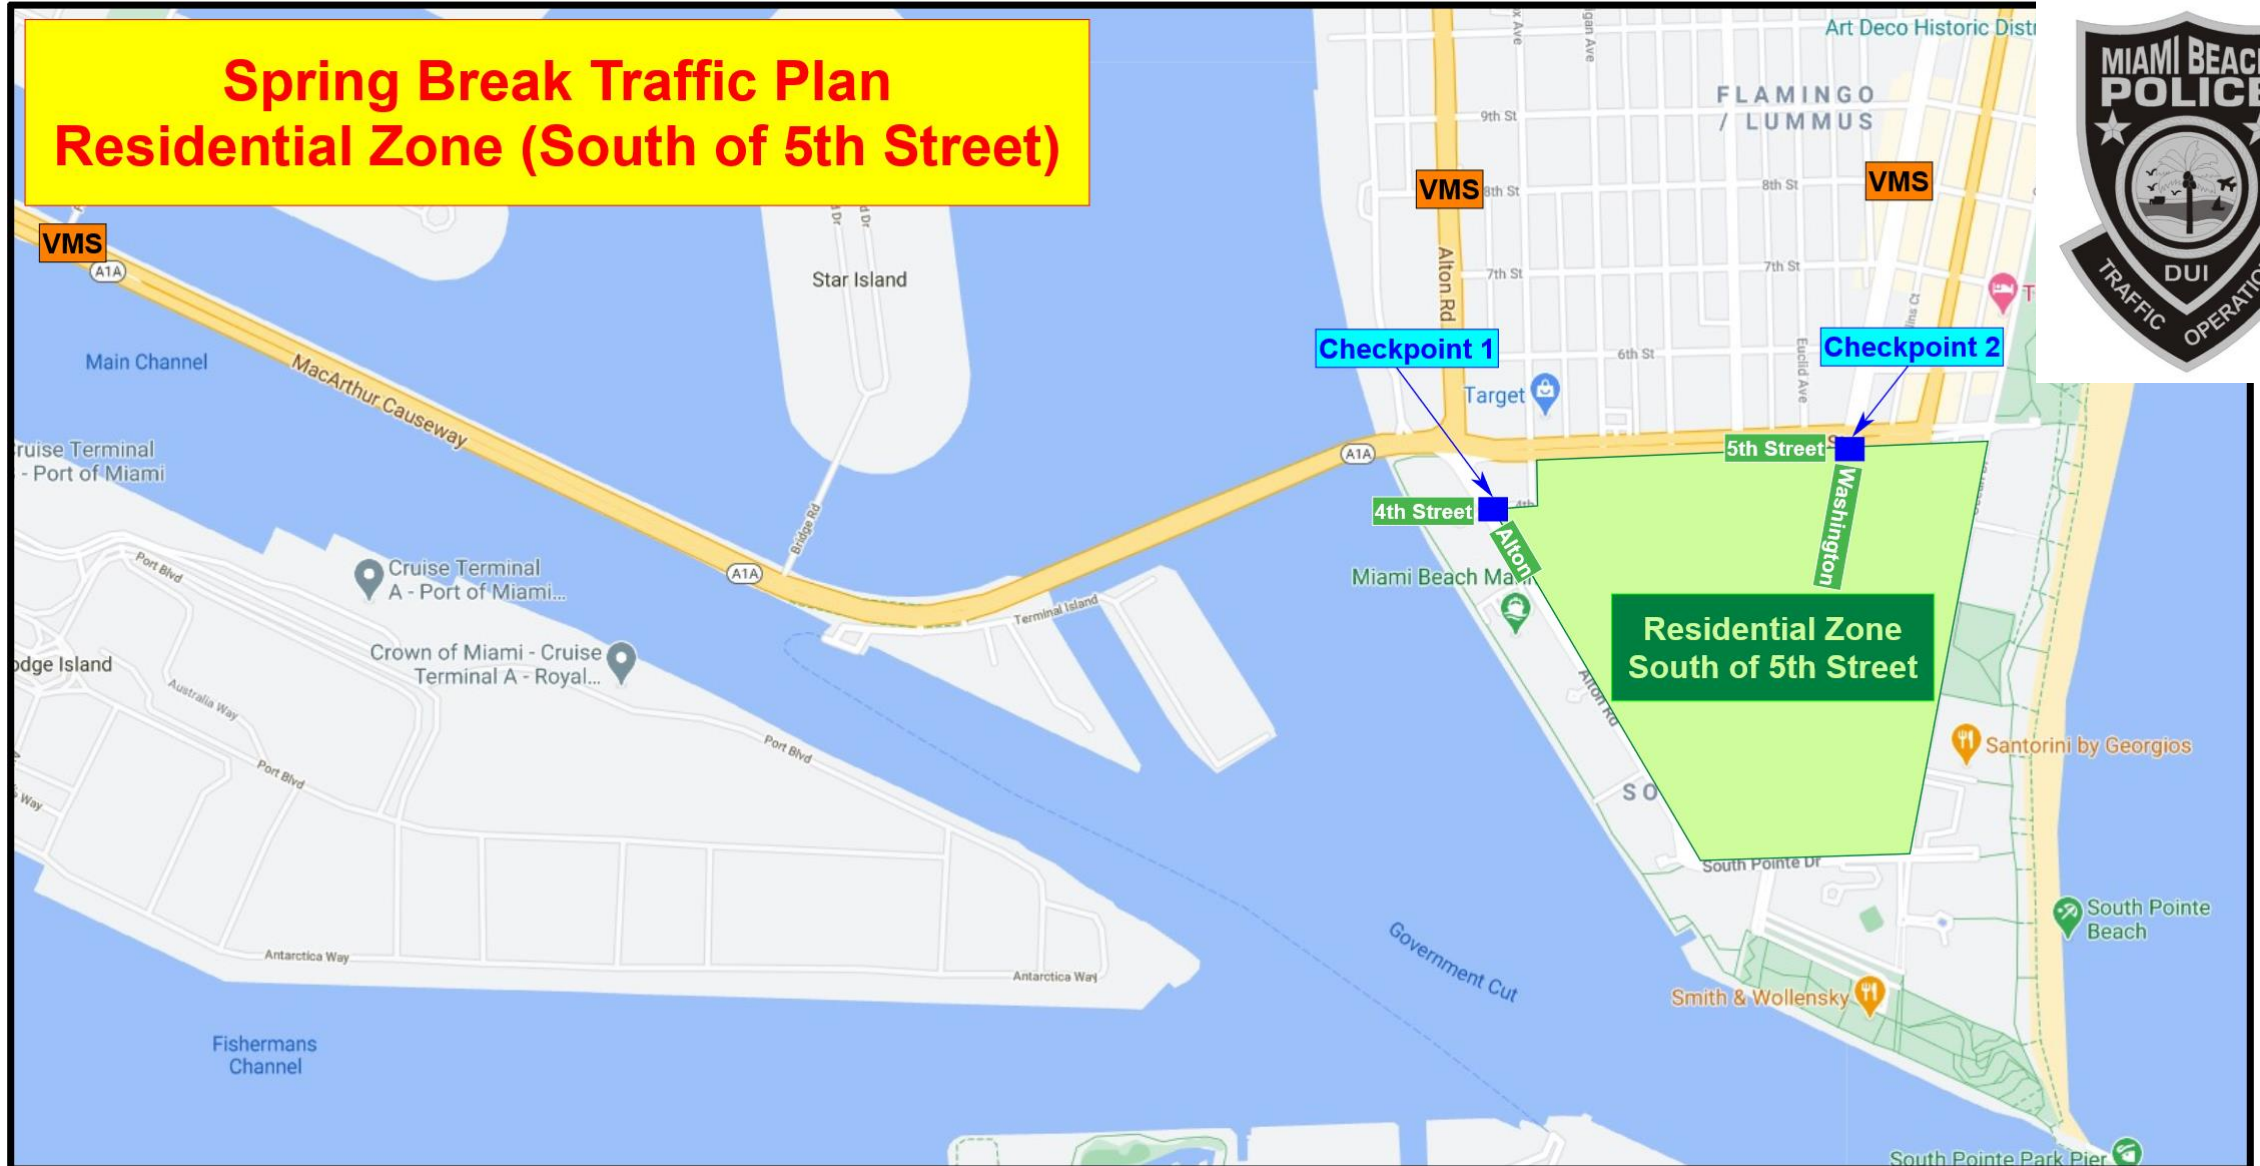 Spring Break Traffic Plan
Residential Zone (South of 5th Street)
Art Deco Historic Distr
MIAMI BEACH
POLICE
DUI
TRAFFIC
OPERATIO
FLAMINGO
/ LUMMUS
9th St
VMS
8th St
8th St
VMS
VMS
A1A
Star Island
Alton Rd
7th St
7th St
Main Channel
MacArthur Causeway
Checkpoint 1
6th St
Euclid Ave
Checkpoint 2
Target
Cruise Terminal
- Port of Miami
A1A
5th Street
4th Street
4th
Washington
Alton
Bridge Rd
Port Blvd
Cruise Terminal
A - Port of Miami...
A1A
Miami Beach Mari
Terminal Island
Residential Zone
South of 5th Street
Crown of Miami - Cruise
Terminal A - Royal...
odge Island
Australia Way
Alton Rd
Port Blvd
Port Blvd
Santorini by Georgios
Way
SO
South Pointe Dr
South Pointe
Beach
Government Cut
Antarctica Way
Antarctica Way
Smith & Wollensky
Fishermans
Channel
South Pointe Park Pier